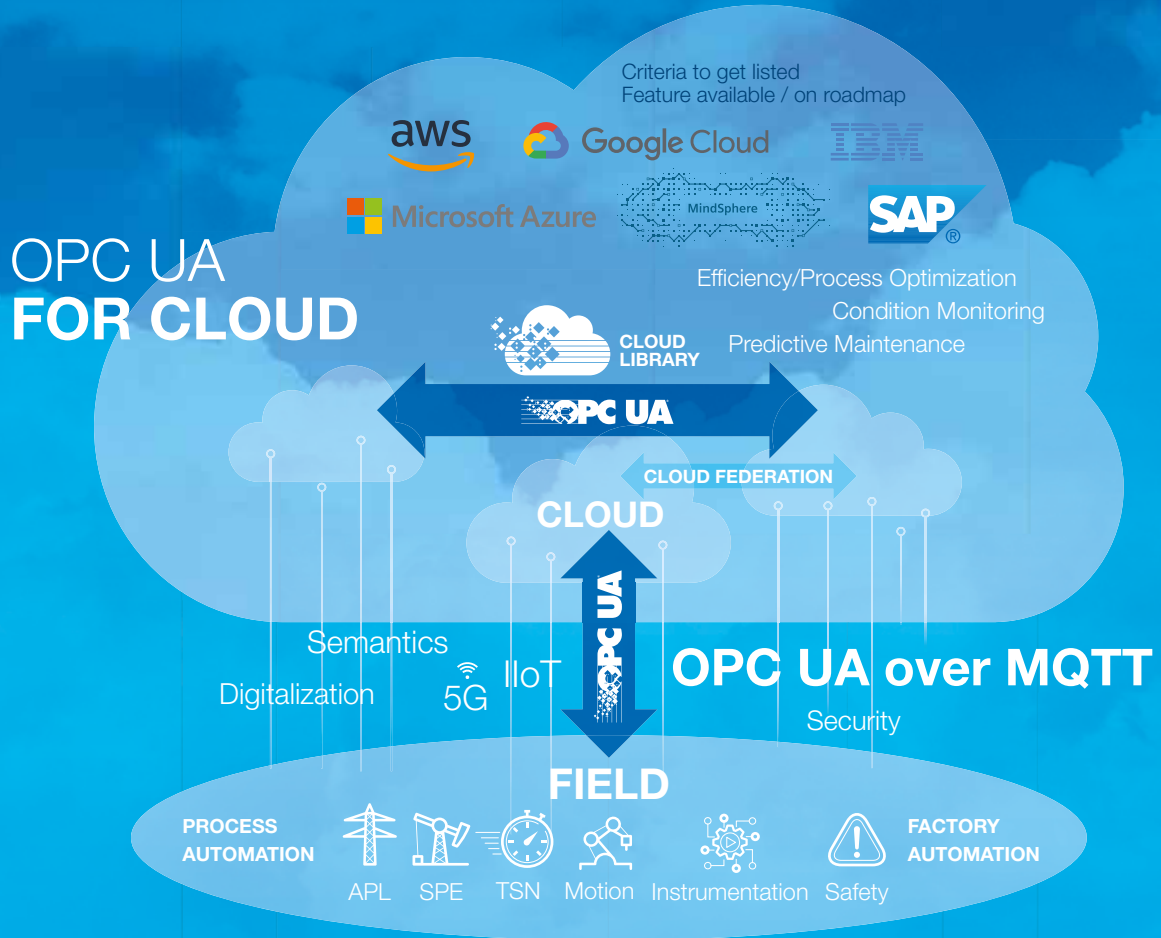 Criteria to get listed
Feature available / on roadmap
aws
Google Cloud
IBM
Microsoft Azure
MindSphere
SAP®
OPC UA
FOR CLOUD
Efficiency/Process Optimization
Condition Monitoring
Predictive Maintenance
CLOUD
LIBRARY
OPC UA
CLOUD FEDERATION
CLOUD
OPC UA
Semantics
Digitalization
5G
IIoT
OPC UA over MQTT
Security
FIELD
PROCESS
AUTOMATION
FACTORY
AUTOMATION
APL SPE TSN Motion Instrumentation Safety